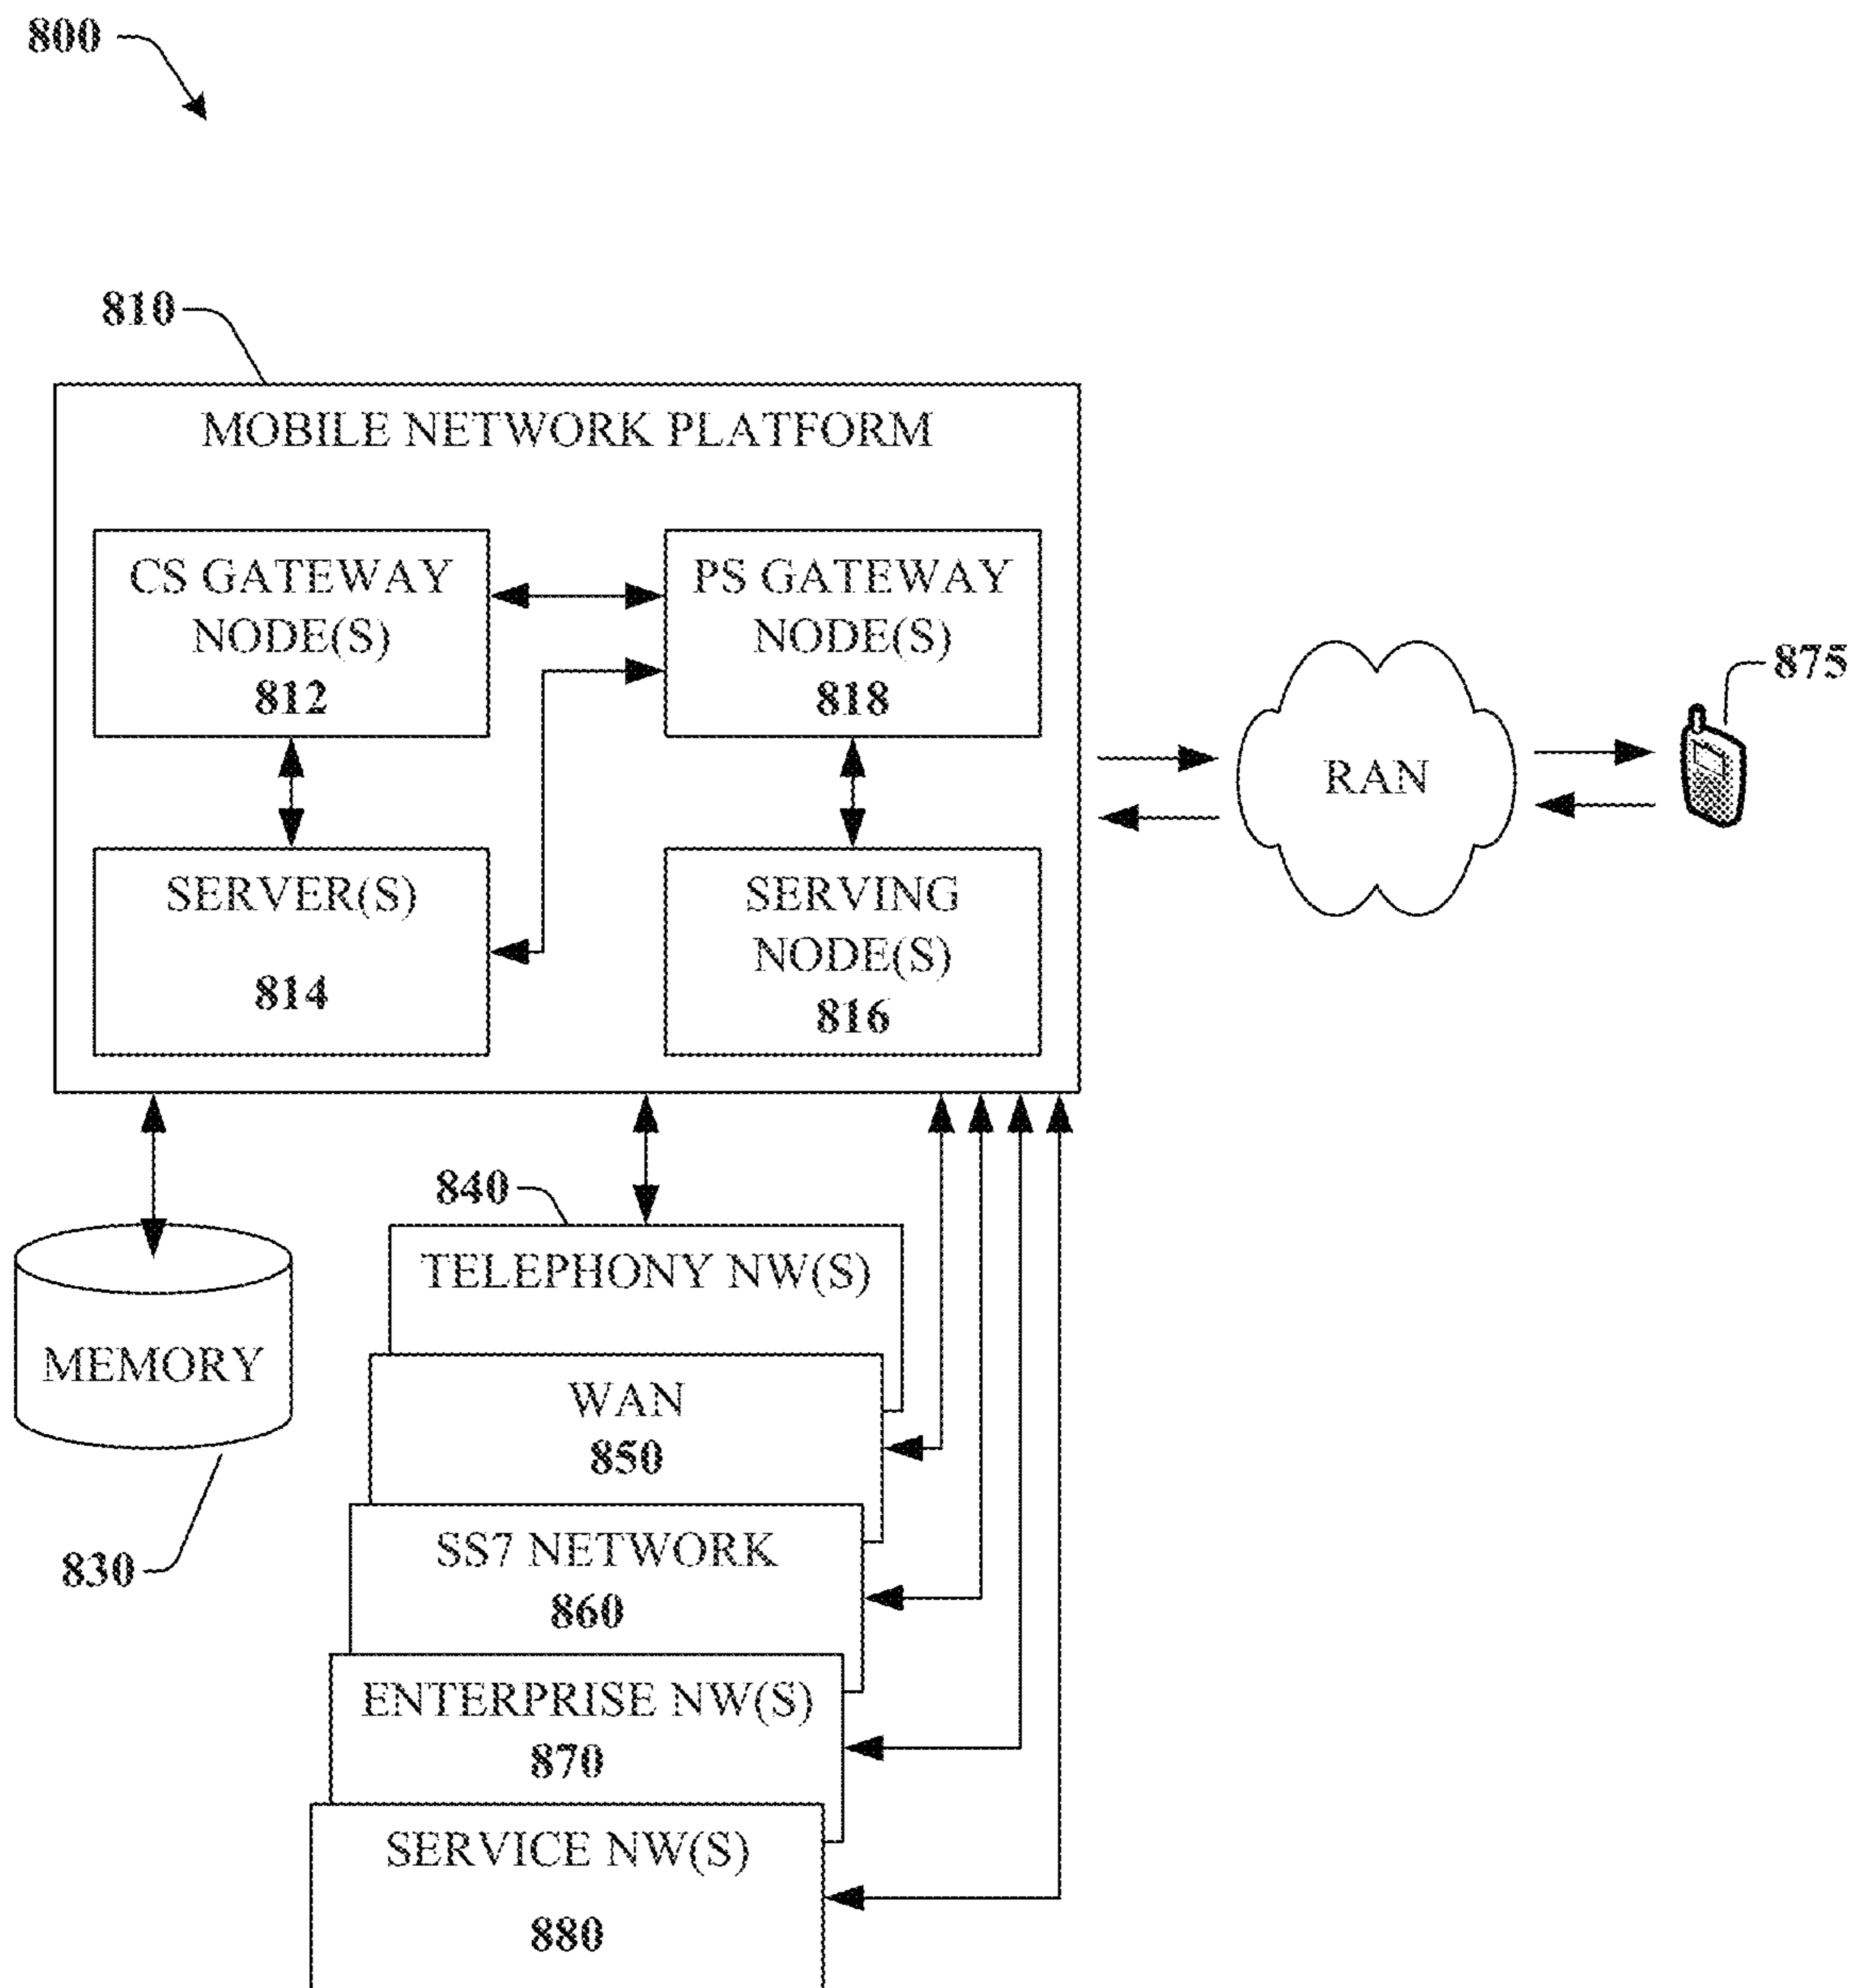 800
810
MOBILE NETWORK PLATFORM
CS GATEWAY
NODE(S)
812
PS GATEWAY
NODE(S)
818
SERVER(S)
814
SERVING
NODE(S)
816
RAN
875
840
TELEPHONY NW(S)
MEMORY
830
WAN
850
SS7 NETWORK
860
ENTERPRISE NW(S)
870
SERVICE NW(S)
880